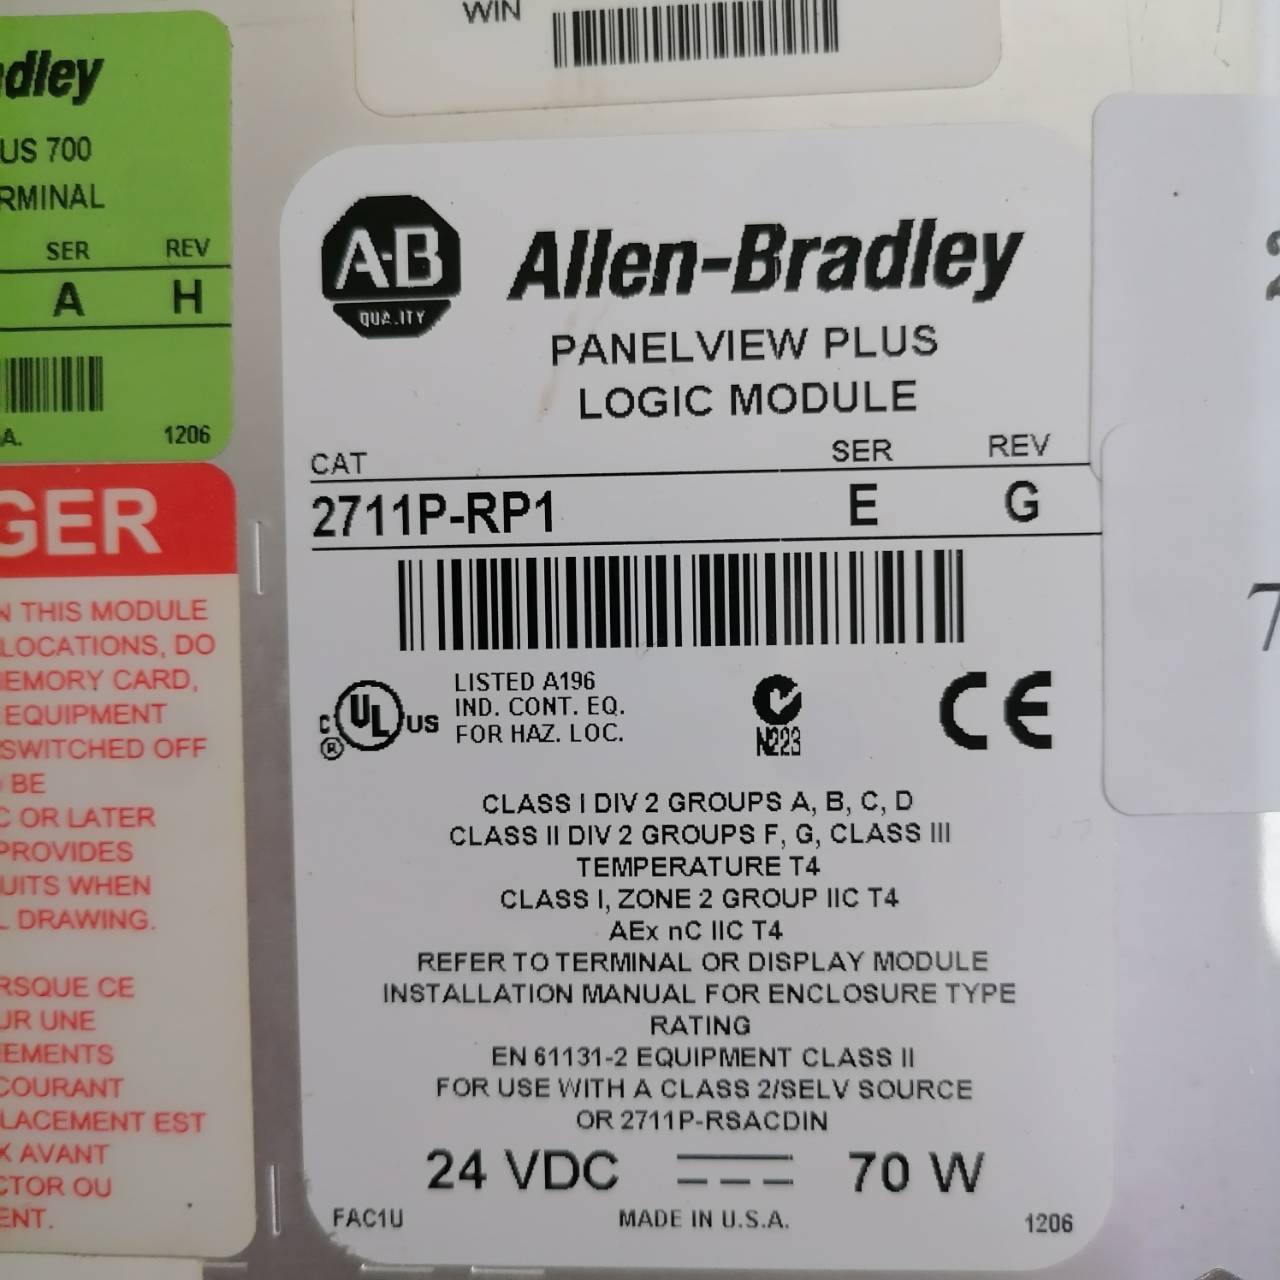 WIN
dley
US 700
RMINAL
SER REV
A H
A. 1206
GER
THIS MODULE
LOCATIONS, DO
EMORY CARD,
EQUIPMENT
SWITCHED OFF
BE
C OR LATER
PROVIDES
UITS WHEN
L DRAWING.
RSQUE CE
UR UNE
EMENTS
COURANT
LACEMENT EST
X AVANT
CTOR OU
ENT.
A-B
QUALITY
Allen-Bradley
PANELVIEW PLUS
LOGIC MODULE
CAT SER REV
2711P-RP1 E G
C UL US
®
LISTED A196
IND. CONT. EQ.
FOR HAZ. LOC.
N223
CE
CLASS I DIV 2 GROUPS A, B, C, D
CLASS II DIV 2 GROUPS F, G, CLASS III
TEMPERATURE T4
CLASS I, ZONE 2 GROUP IIC T4
AEx nC IIC T4
REFER TO TERMINAL OR DISPLAY MODULE
INSTALLATION MANUAL FOR ENCLOSURE TYPE
RATING
EN 61131-2 EQUIPMENT CLASS II
FOR USE WITH A CLASS 2/SELV SOURCE
OR 2711P-RSACDIN
24 VDC 70 W
FAC1U MADE IN U.S.A. 1206
7